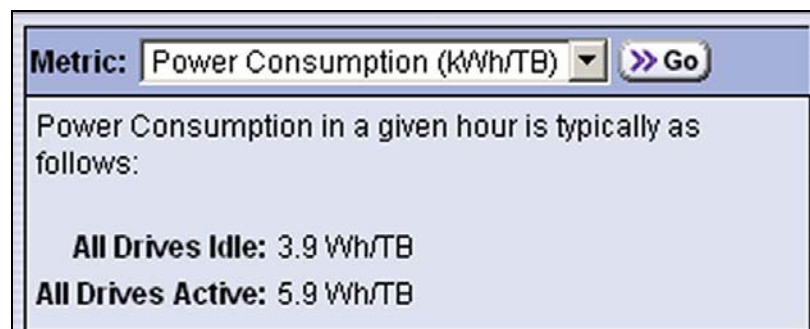 Metric: Power Consumption (kWh/TB) >> Go
Power Consumption in a given hour is typically as
follows:
All Drives Idle: 3.9 Wh/TB
All Drives Active: 5.9 Wh/TB